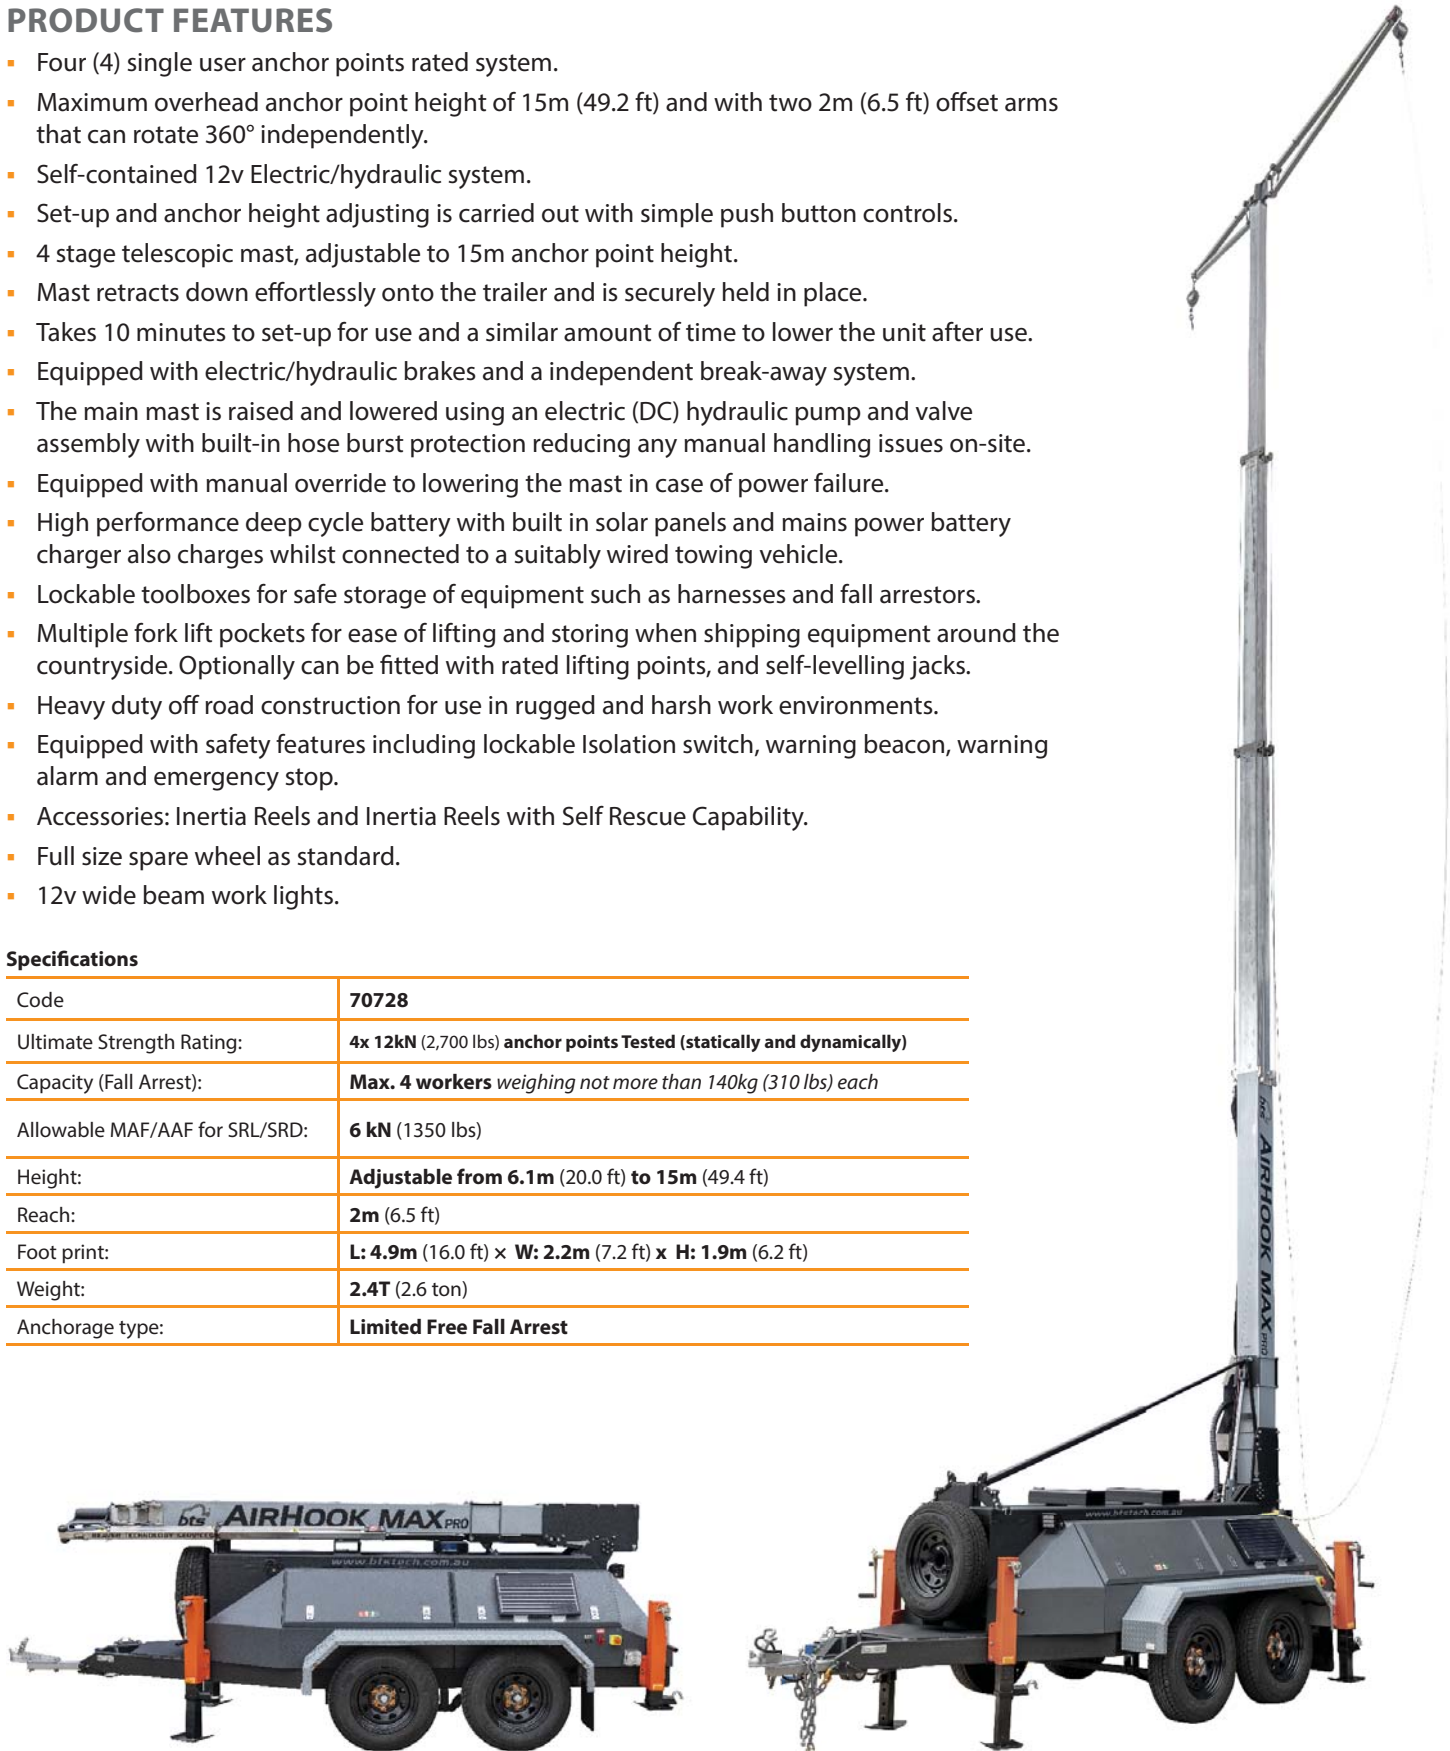 PRODUCT FEATURES
▪ Four (4) single user anchor points rated system.
▪ Maximum overhead anchor point height of 15m (49.2 ft) and with two 2m (6.5 ft) offset arms
that can rotate 360° independently.
▪ Self-contained 12v Electric/hydraulic system.
▪ Set-up and anchor height adjusting is carried out with simple push button controls.
▪ 4 stage telescopic mast, adjustable to 15m anchor point height.
▪ Mast retracts down effortlessly onto the trailer and is securely held in place.
▪ Takes 10 minutes to set-up for use and a similar amount of time to lower the unit after use.
▪ Equipped with electric/hydraulic brakes and a independent break-away system.
▪ The main mast is raised and lowered using an electric (DC) hydraulic pump and valve
assembly with built-in hose burst protection reducing any manual handling issues on-site.
▪ Equipped with manual override to lowering the mast in case of power failure.
▪ High performance deep cycle battery with built in solar panels and mains power battery
charger also charges whilst connected to a suitably wired towing vehicle.
▪ Lockable toolboxes for safe storage of equipment such as harnesses and fall arrestors.
▪ Multiple fork lift pockets for ease of lifting and storing when shipping equipment around the
countryside. Optionally can be fitted with rated lifting points, and self-levelling jacks.
▪ Heavy duty off road construction for use in rugged and harsh work environments.
▪ Equipped with safety features including lockable Isolation switch, warning beacon, warning
alarm and emergency stop.
▪ Accessories: Inertia Reels and Inertia Reels with Self Rescue Capability.
▪ Full size spare wheel as standard.
▪ 12v wide beam work lights.
Specifications
Code 70728
Ultimate Strength Rating: 4x 12kN (2,700 lbs) anchor points Tested (statically and dynamically)
Capacity (Fall Arrest): Max. 4 workers weighing not more than 140kg (310 lbs) each
Allowable MAF/AAF for SRL/SRD: 6 kN (1350 lbs)
Height: Adjustable from 6.1m (20.0 ft) to 15m (49.4 ft)
Reach: 2m (6.5 ft)
Foot print: L: 4.9m (16.0 ft) × W: 2.2m (7.2 ft) x H: 1.9m (6.2 ft)
Weight: 2.4T (2.6 ton)
Anchorage type: Limited Free Fall Arrest
bts AIRHOOK MAX PRO
bts AIRHOOK MAX PRO
BEAVER TECHNOLOGY SERVICES
www.btstech.com.au
www.btstech.com.au